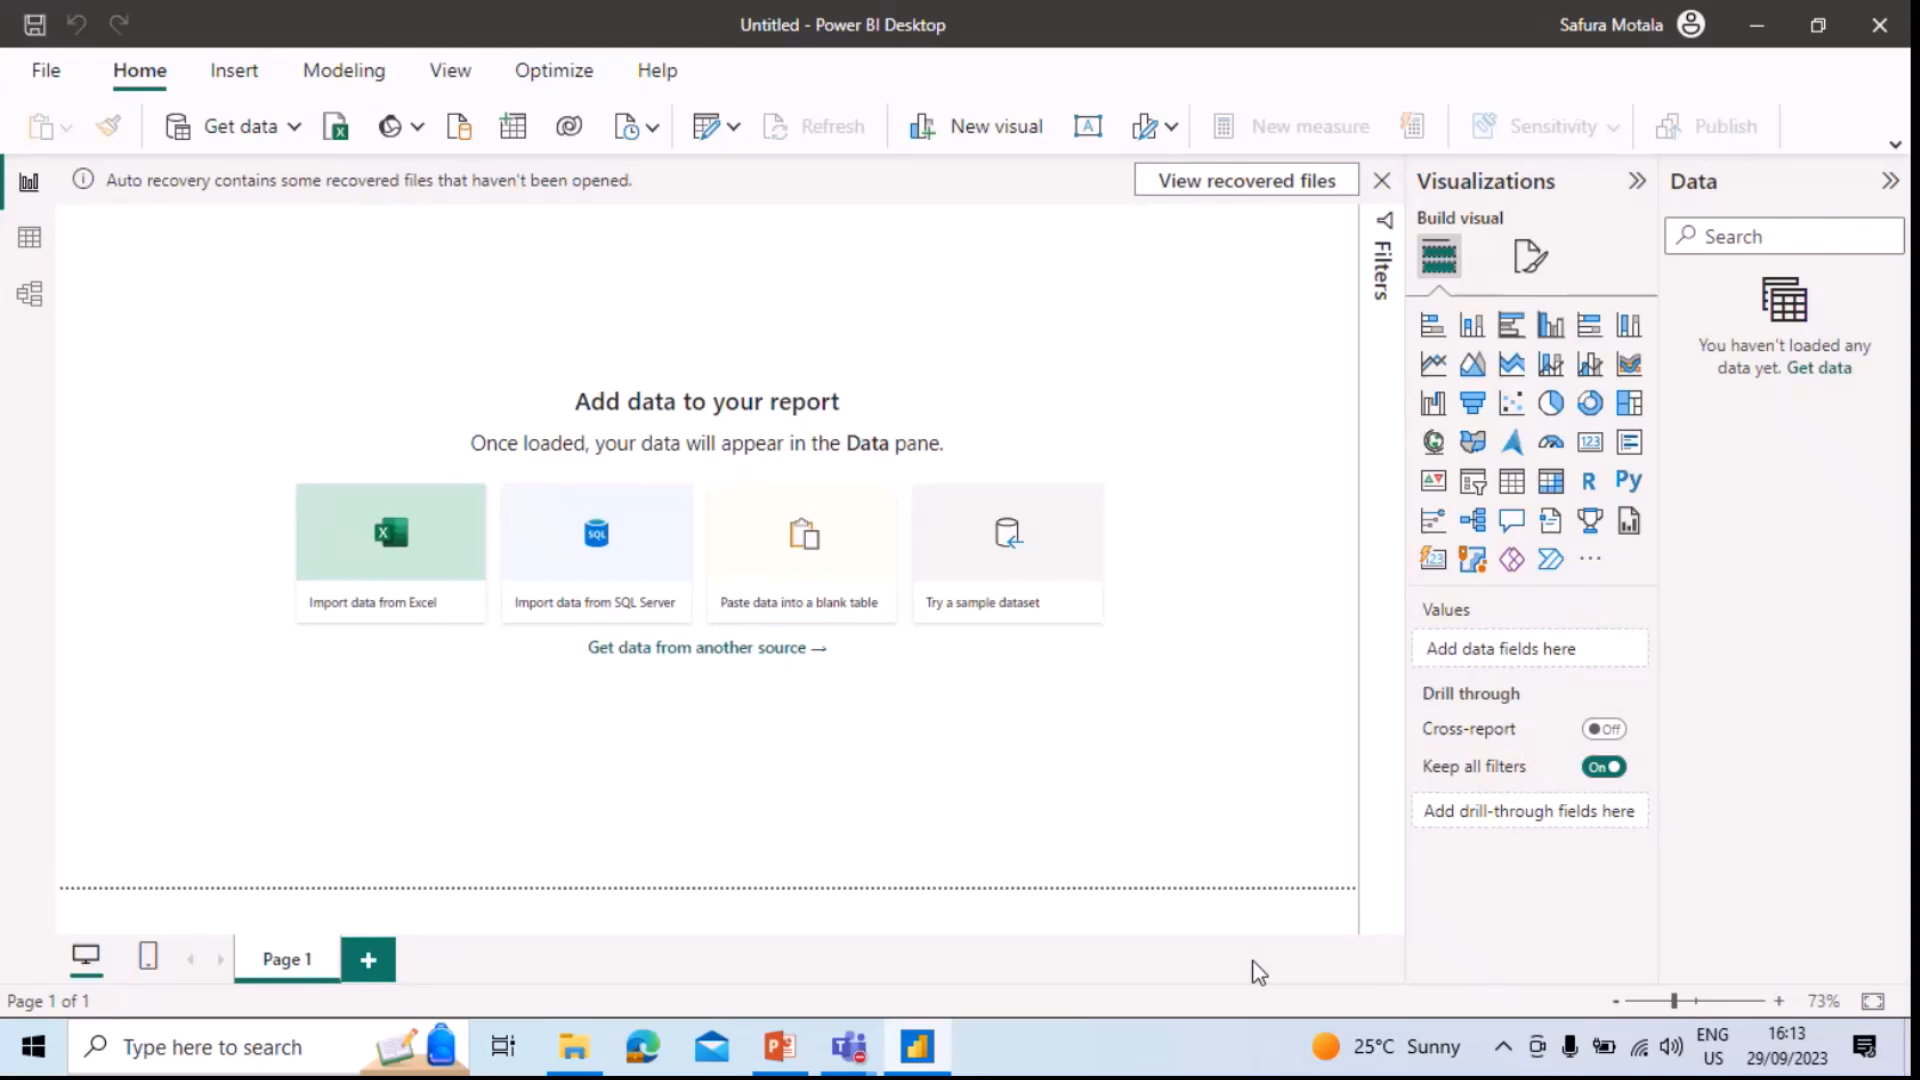 Untitled - Power BI Desktop
Safura Motala
File Home Insert Modeling View Optimize Help
Get data New visual Refresh New measure Sensitivity Publish
Auto recovery contains some recovered files that haven't been opened.
View recovered files
Filters
Visualizations
Build visual
Data
Search
You haven't loaded any
data yet. Get data
Add data to your report
Once loaded, your data will appear in the Data pane.
SQL
Import data from Excel
Import data from SQL Server
Paste data into a blank table
Try a sample dataset
Get data from another source →
123
R
Py
123
Values
Add data fields here
Drill through
Cross-report
Off
Keep all filters
On
Add drill-through fields here
Page 1
Page 1 of 1
73%
Type here to search
25°C Sunny
ENG
US
16:13
29/09/2023